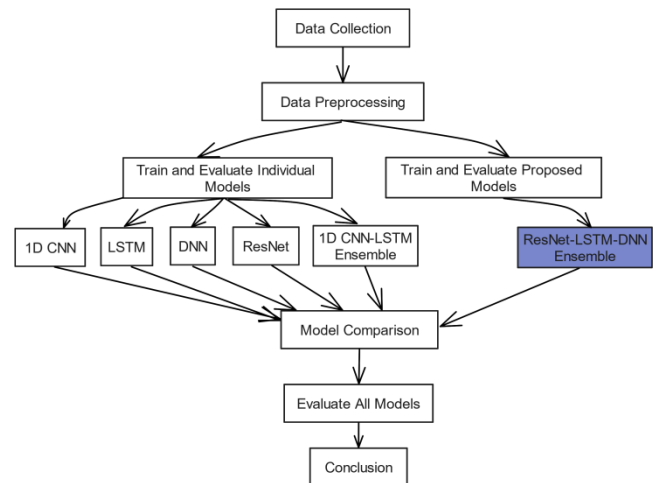 Data Collection
Data Preprocessing
Train and Evaluate Individual
Models
Train and Evaluate Proposed
Models
1D CNN
LSTM
DNN
ResNet
1D CNN-LSTM
Ensemble
ResNet-LSTM-DNN
Ensemble
Model Comparison
Evaluate All Models
Conclusion